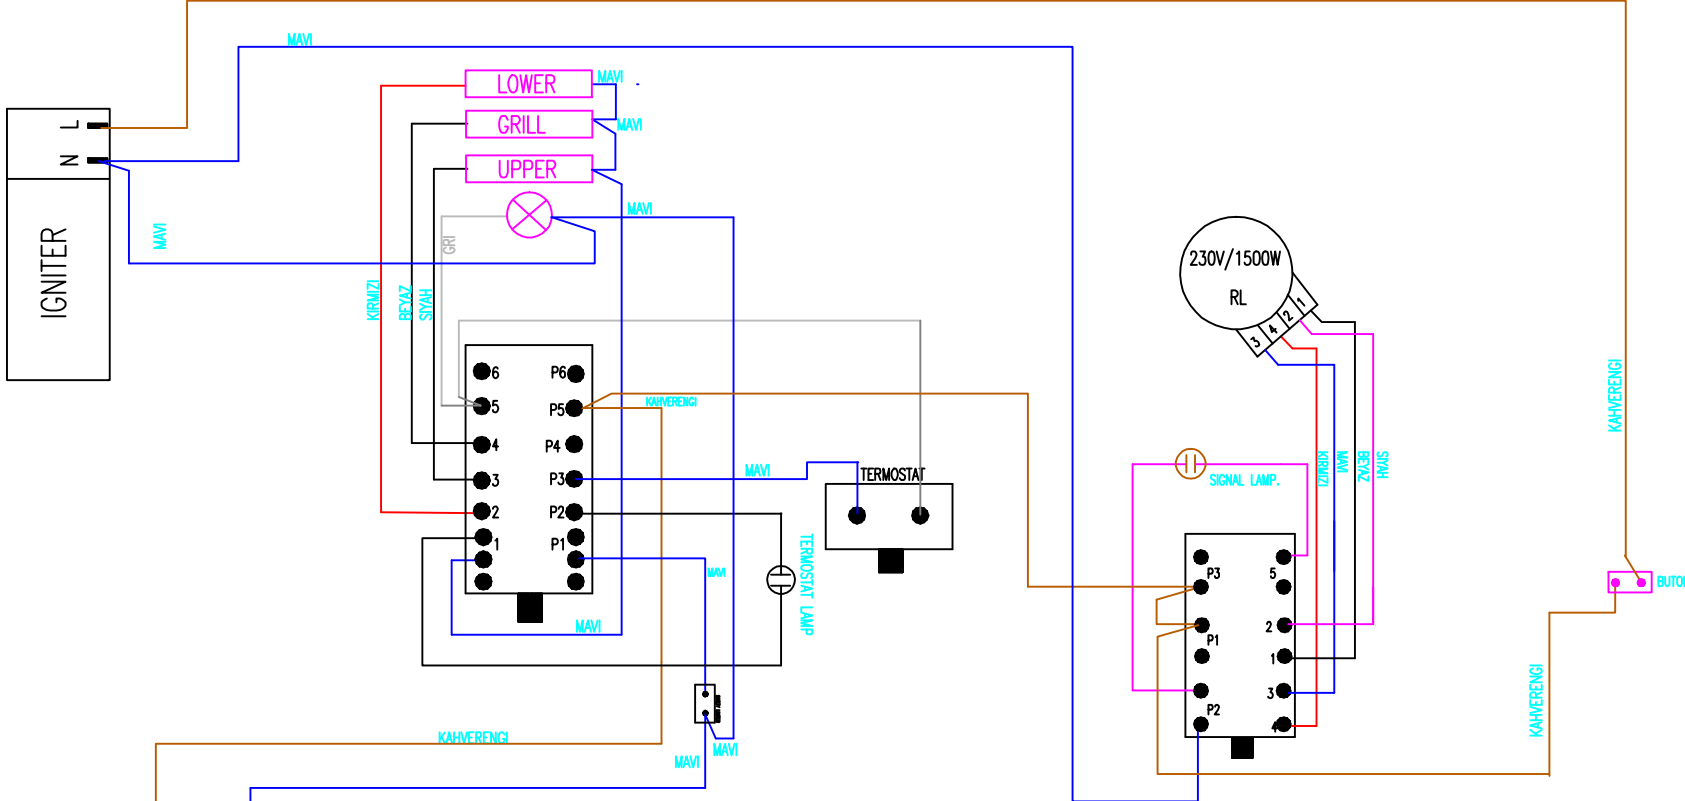 MAVI
LOWER
MAVI
GRILL
MAVI
UPPER
MAVI
L
N
IGNITER
MAVI
GRI
KIRMIZI
BEYAZ
SIYAH
230V/1500W
RL
1
2
4
3
6
P6
5
P5
4
P4
3
P3
2
P2
1
P1
KAHVERENGI
MAVI
TERMOSTAT
TERMOSTAT LAMP
MAVI
MAVI
KAHVERENGI
MAVI
MAVI
SIGNAL LAMP.
KIRMIZI
MAVI
BEYAZ
SIYAH
P3
5
2
P1
1
3
P2
4
KAHVERENGI
BUTO
KAHVERENGI